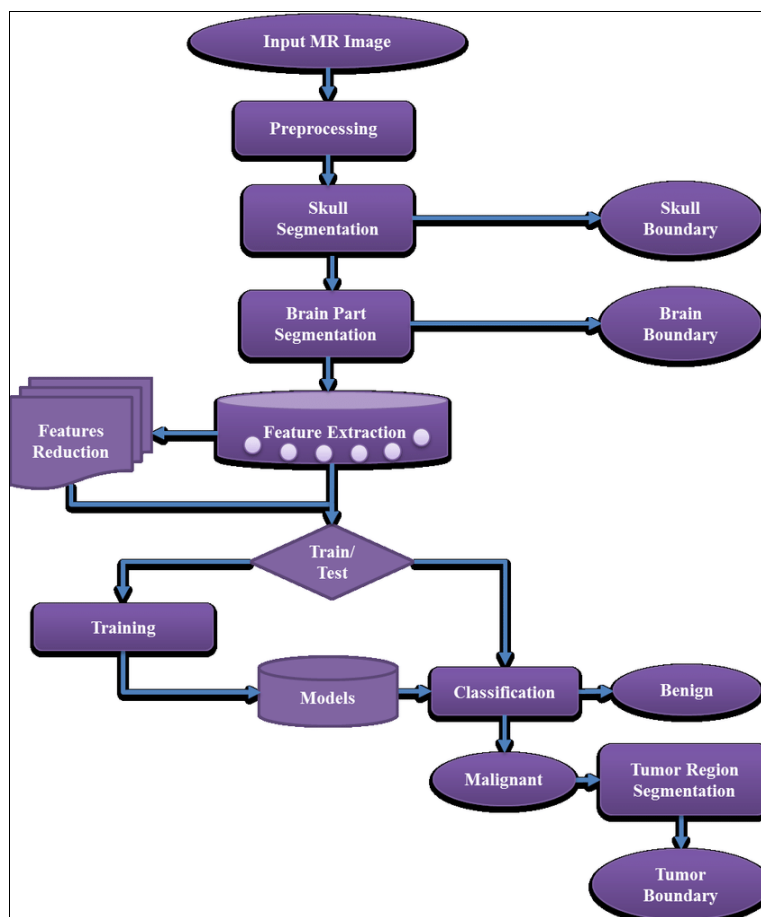 Input MR Image
Preprocessing
Skull
Segmentation
Skull
Boundary
Brain Part
Segmentation
Brain
Boundary
Features
Reduction
Feature Extraction
Train/
Test
Training
Models
Classification
Benign
Malignant
Tumor Region
Segmentation
Tumor
Boundary